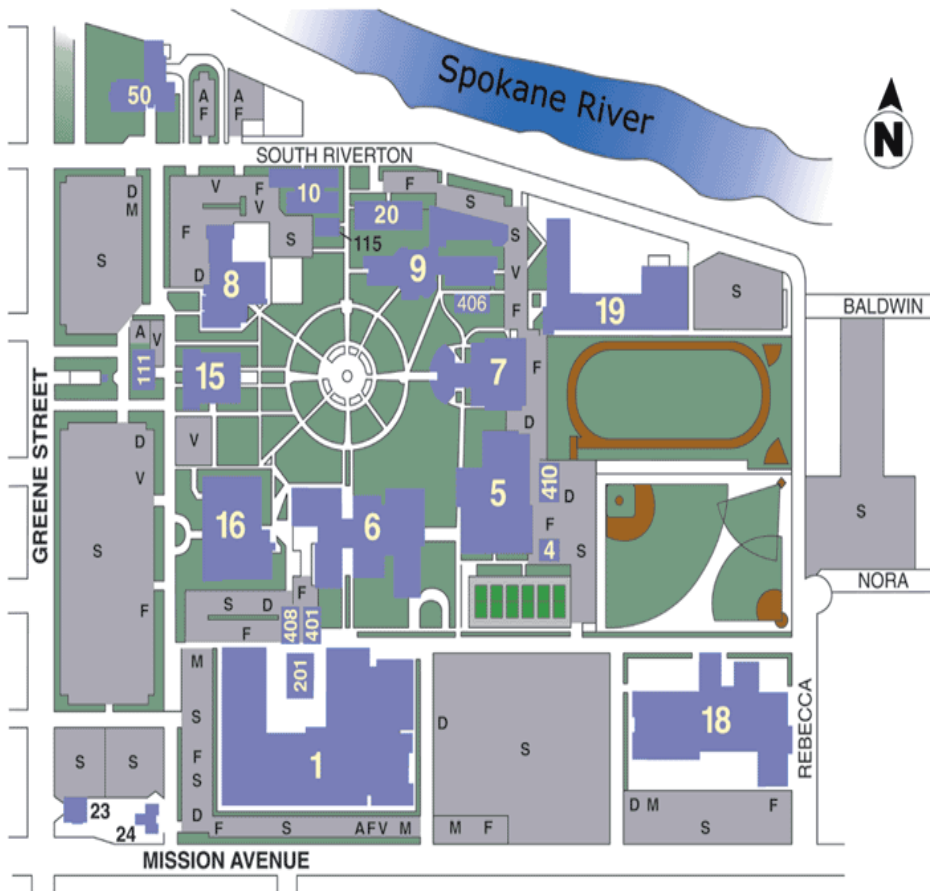 Spokane River
N
50
A
F
A
F
SOUTH RIVERTON
D
M
S
V
F
V
F
D
S
10
115
20
F
S
S
V
F
8
9
406
19
S
BALDWIN
A
V
111
15
7
F
D
GREENE STREET
V
D
V
S
F
16
6
5
410
D
F
4
S
S
NORA
S
D
F
F
408
401
201
M
S
F
S
D
1
F
S
A F V M
D
S
M F
18
REBECCA
D M
F
S
S
S
23
24
MISSION AVENUE